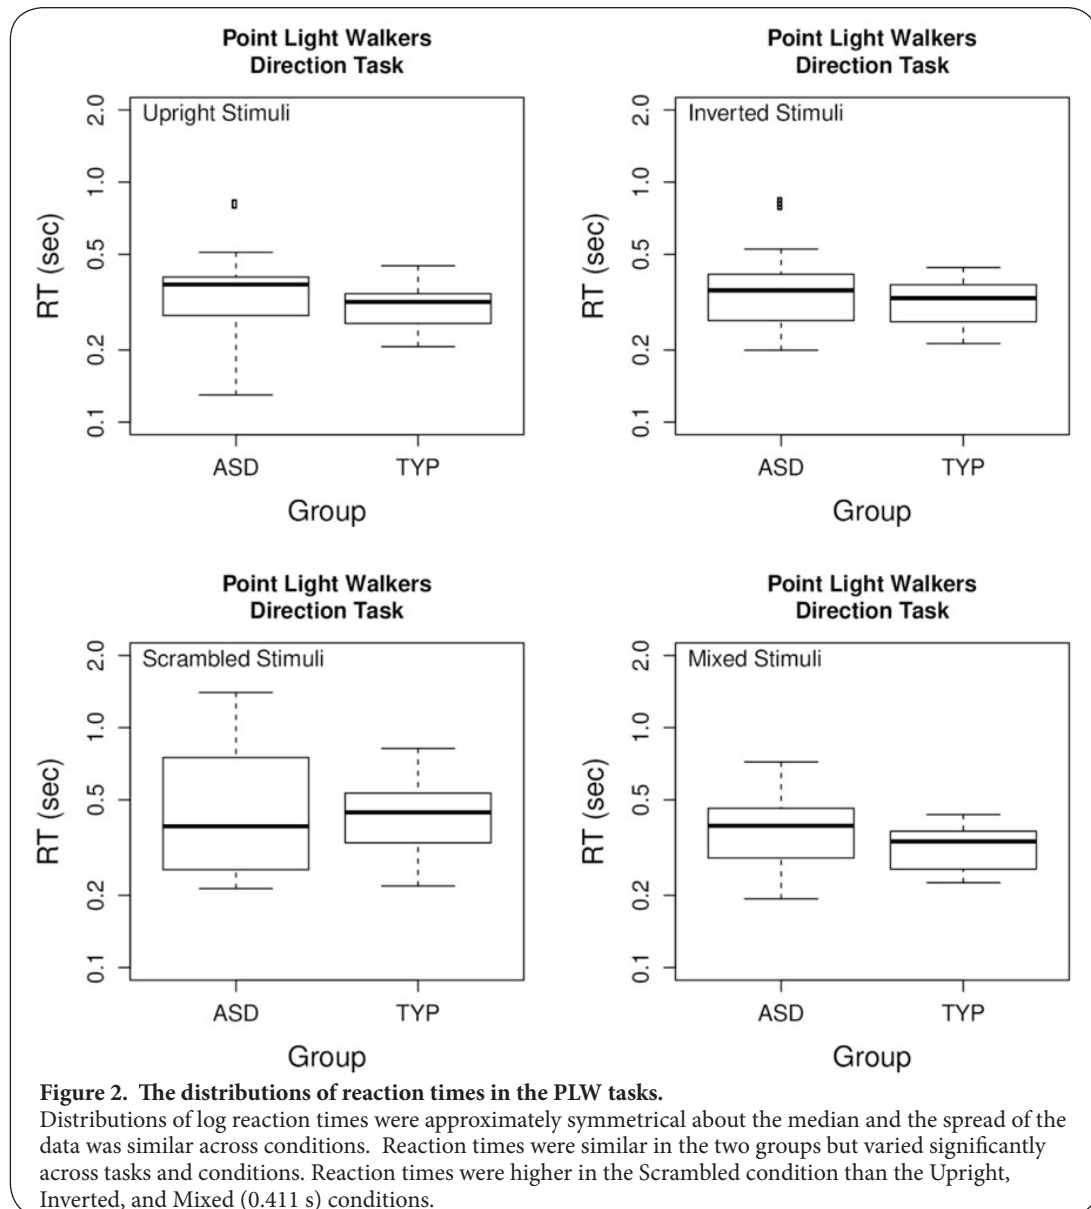 Point Light Walkers
Direction Task
Upright Stimuli
RT (sec)
2.0
1.0
0.5
0.2
0.1
ASD
TYP
Group
Point Light Walkers
Direction Task
Inverted Stimuli
RT (sec)
2.0
1.0
0.5
0.2
0.1
ASD
TYP
Group
Point Light Walkers
Direction Task
Scrambled Stimuli
RT (sec)
2.0
1.0
0.5
0.2
0.1
ASD
TYP
Group
Point Light Walkers
Direction Task
Mixed Stimuli
RT (sec)
2.0
1.0
0.5
0.2
0.1
ASD
TYP
Group
Figure 2. The distributions of reaction times in the PLW tasks.
Distributions of log reaction times were approximately symmetrical about the median and the spread of the
data was similar across conditions. Reaction times were similar in the two groups but varied significantly
across tasks and conditions. Reaction times were higher in the Scrambled condition than the Upright,
Inverted, and Mixed (0.411 s) conditions.